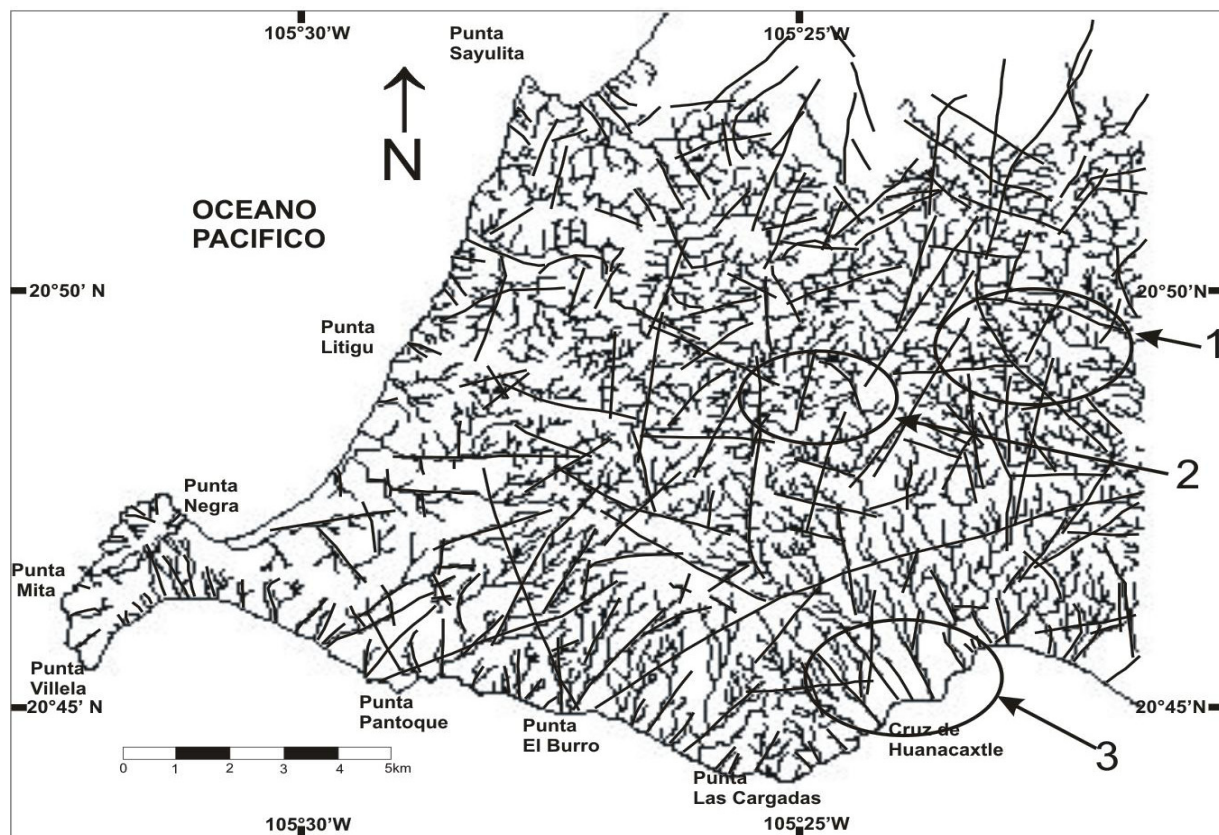 105°30'W
105°25'W
Punta
Sayulita
N
OCEANO
PACIFICO
20°50' N
20°50'N
Punta
Litigu
1
2
Punta
Negra
Punta
Mita
Punta
Villela
20°45' N
20°45' N
Punta
Pantoque
Punta
El Burro
Cruz de
Huanacaxtle
3
Punta
Las Cargadas
0 1 2 3 4 5km
105°30'W
105°25'W